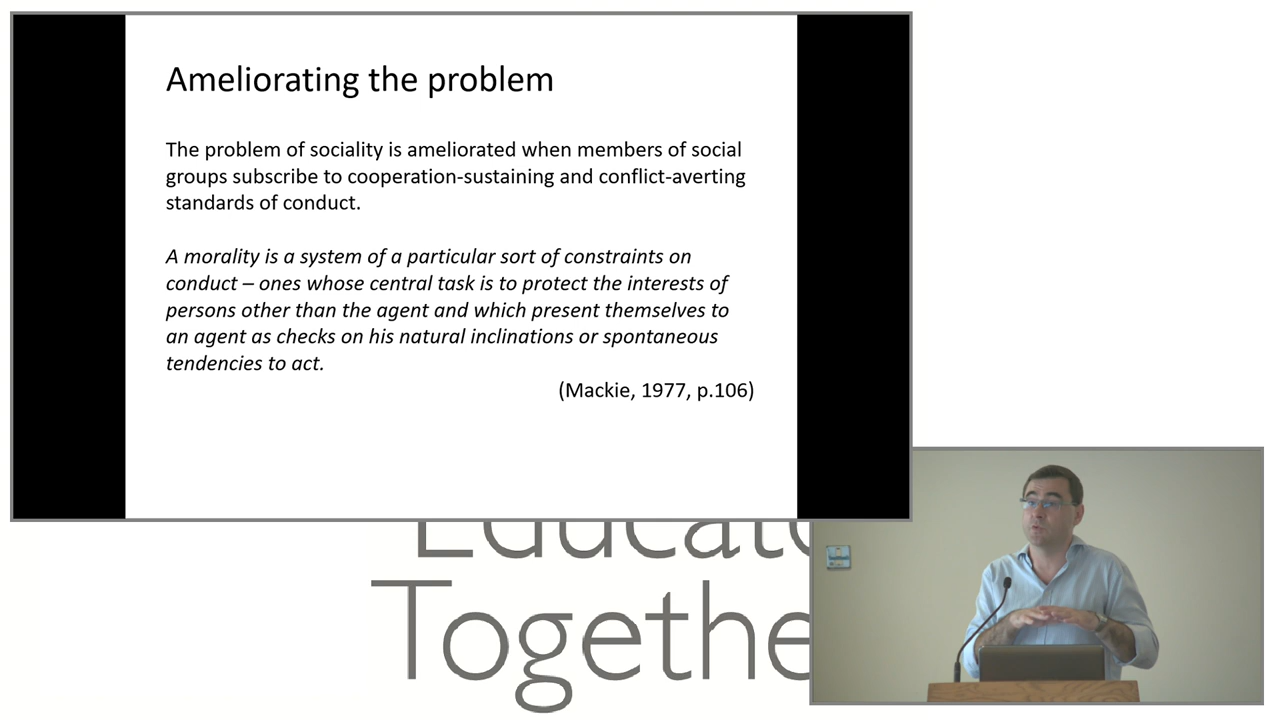 Ameliorating the problem
The problem of sociality is ameliorated when members of social
groups subscribe to cooperation-sustaining and conflict-averting
standards of conduct.
A morality is a system of a particular sort of constraints on
conduct – ones whose central task is to protect the interests of
persons other than the agent and which present themselves to
an agent as checks on his natural inclinations or spontaneous
tendencies to act.
(Mackie, 1977, p.106)
Educato
Togethe